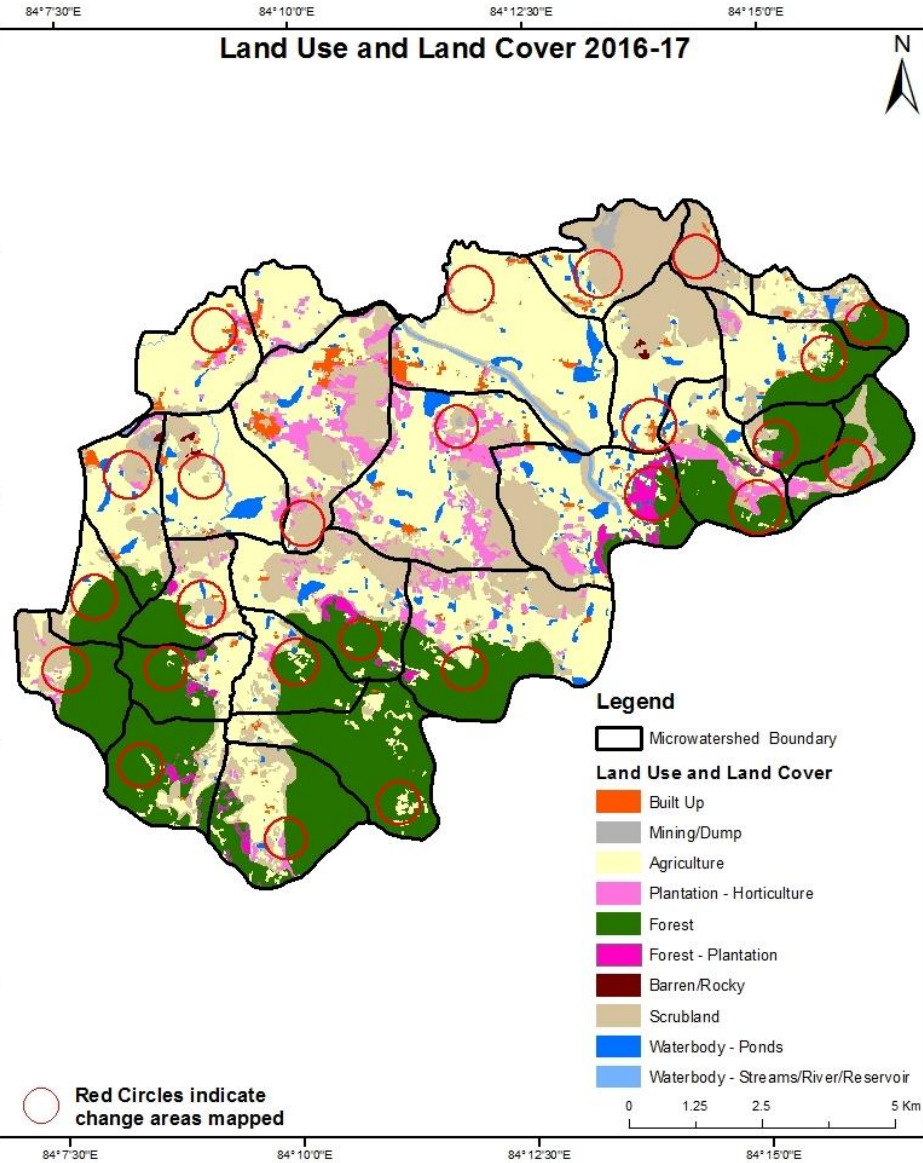 84°7'30"E 84°10'0"E 84°12'30"E 84°15'0"E
Land Use and Land Cover 2016-17
N
Legend
Microwatershed Boundary
Land Use and Land Cover
Built Up
Mining/Dump
Agriculture
Plantation - Horticulture
Forest
Forest - Plantation
Barren/Rocky
Scrubland
Waterbody - Ponds
Waterbody - Streams/River/Reservoir
Red Circles indicate
change areas mapped
0 1.25 2.5 5 Km
84°7'30"E 84°10'0"E 84°12'30"E 84°15'0"E